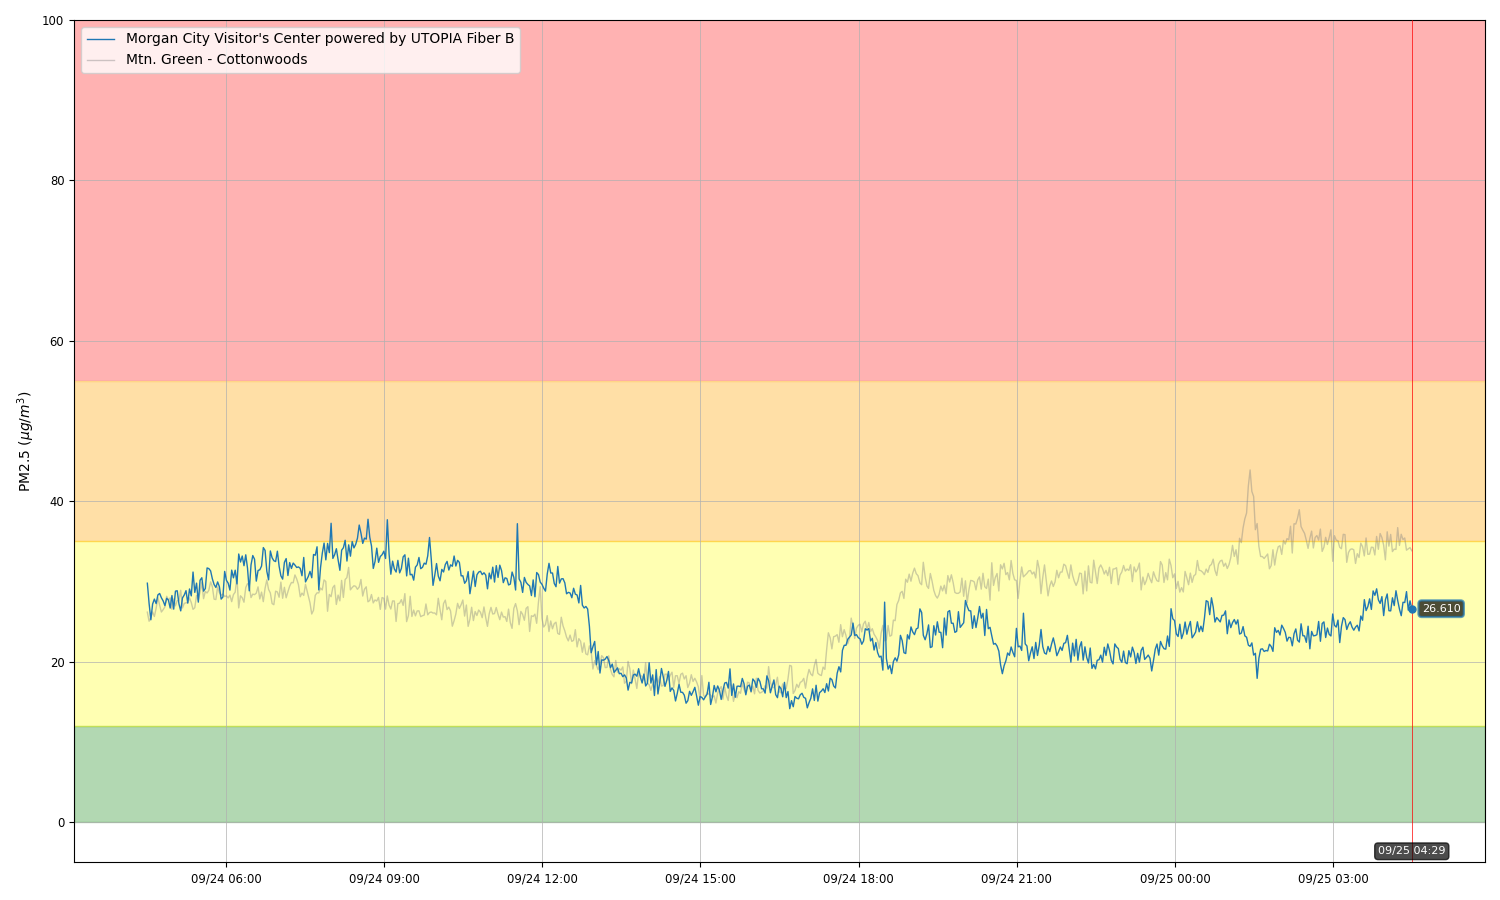 100
Morgan City Visitor's Center powered by UTOPIA Fiber B
Mtn. Green - Cottonwoods
80
60
PM2.5 (μg/m³)
40
26.610
20
0
09/25 04:29
09/24 06:00 09/24 09:00 09/24 12:00 09/24 15:00 09/24 18:00 09/24 21:00 09/25 00:00 09/25 03:00